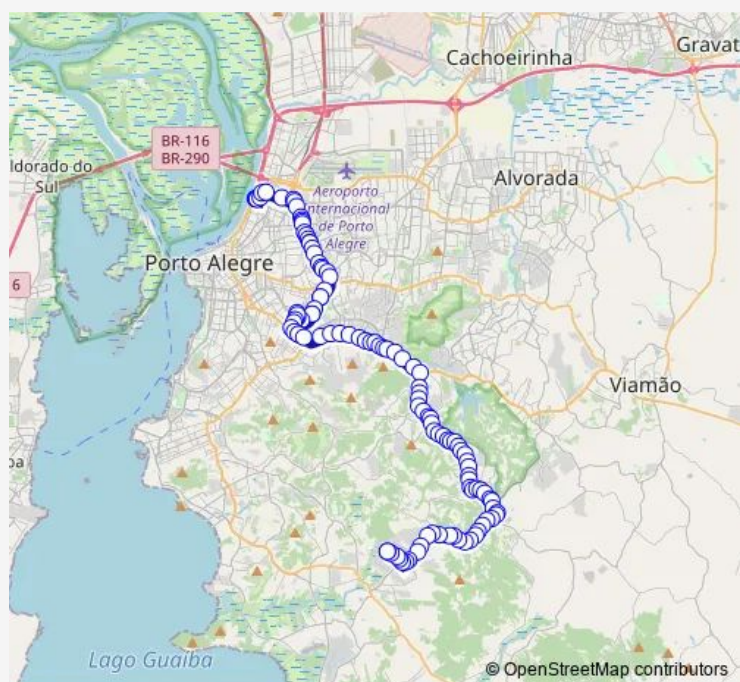 Cachoeirinha
Gravat
BR-116
BR-290
ldorado do
Sul
Alvorada
Aeroporto
Internacional
de Porto
Alegre
Porto Alegre
6
Viamão
ba
Lago Guaíba
© OpenStreetMap contributors